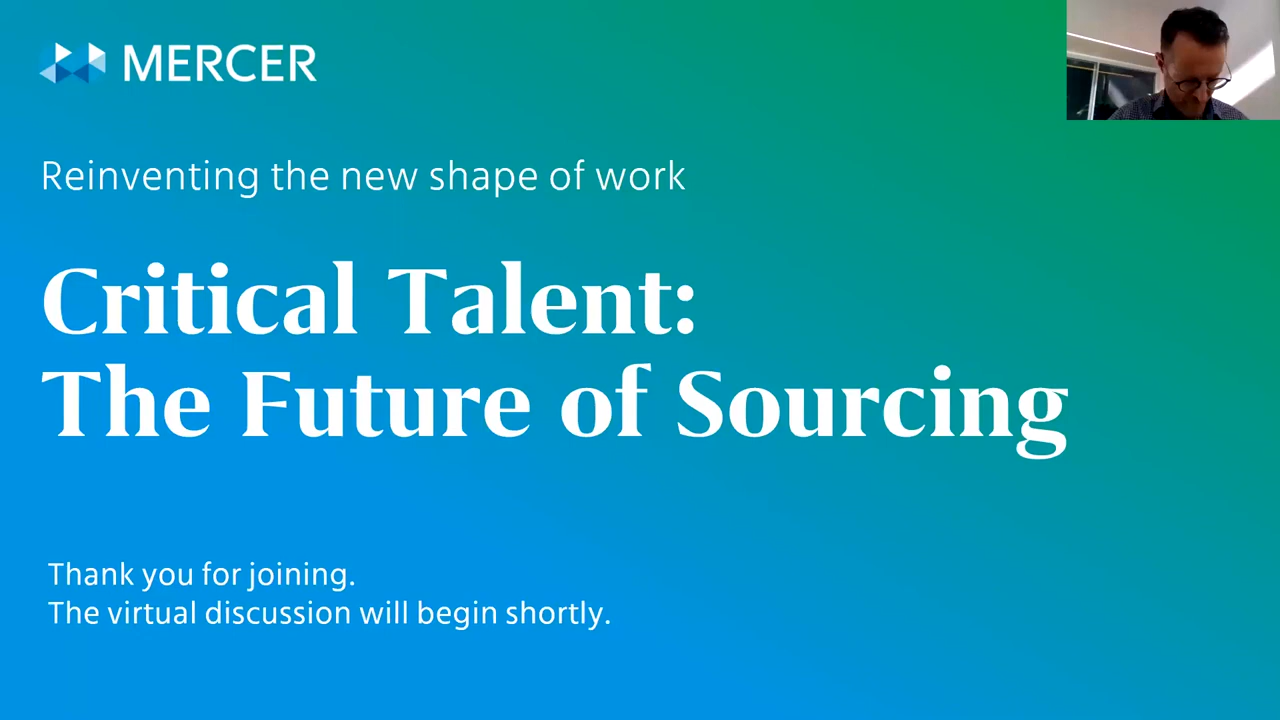 MERCER
Reinventing the new shape of work
Critical Talent:
The Future of Sourcing
Thank you for joining.
The virtual discussion will begin shortly.